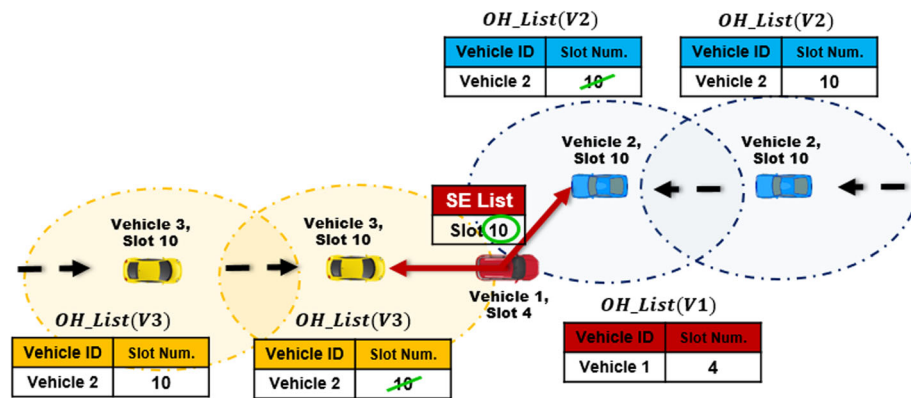 OH_List(V2)
Vehicle ID Slot Num.
Vehicle 2 10
OH_List(V2)
Vehicle ID Slot Num.
Vehicle 2 10
Vehicle 2,
Slot 10
Vehicle 2,
Slot 10
SE List
Slot 10
Vehicle 3,
Slot 10
Vehicle 3,
Slot 10
Vehicle 1,
Slot 4
OH_List(V3)
Vehicle ID Slot Num.
Vehicle 2 10
OH_List(V3)
Vehicle ID Slot Num.
Vehicle 2 10
OH_List(V1)
Vehicle ID Slot Num.
Vehicle 1 4